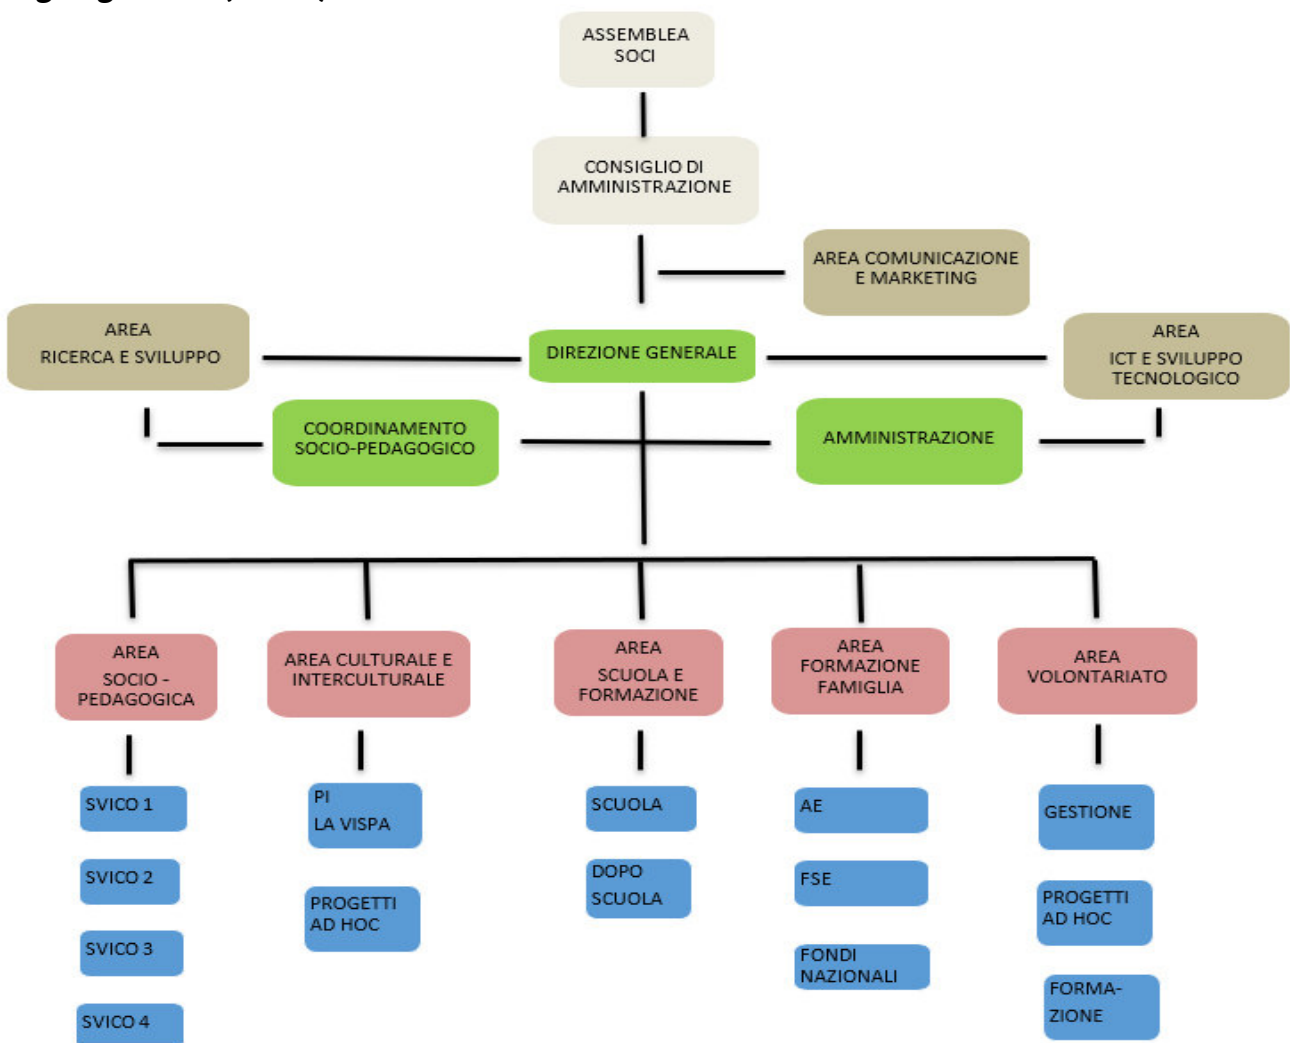 ASSEMBLEA
SOCI
CONSIGLIO DI
AMMINISTRAZIONE
AREA COMUNICAZIONE
E MARKETING
AREA
RICERCA E SVILUPPO
DIREZIONE GENERALE
AREA
ICT E SVILUPPO
TECNOLOGICO
COORDINAMENTO
SOCIO-PEDAGOGICO
AMMINISTRAZIONE
AREA
SOCIO -
PEDAGOGICA
AREA CULTURALE E
INTERCULTURALE
AREA
SCUOLA E
FORMAZIONE
AREA
FORMAZIONE
FAMIGLIA
AREA
VOLONTARIATO
SVICO 1
SVICO 2
SVICO 3
SVICO 4
PI
LA VISPA
PROGETTI
AD HOC
SCUOLA
DOPO
SCUOLA
AE
FSE
FONDI
NAZIONALI
GESTIONE
PROGETTI
AD HOC
FORMA-
ZIONE